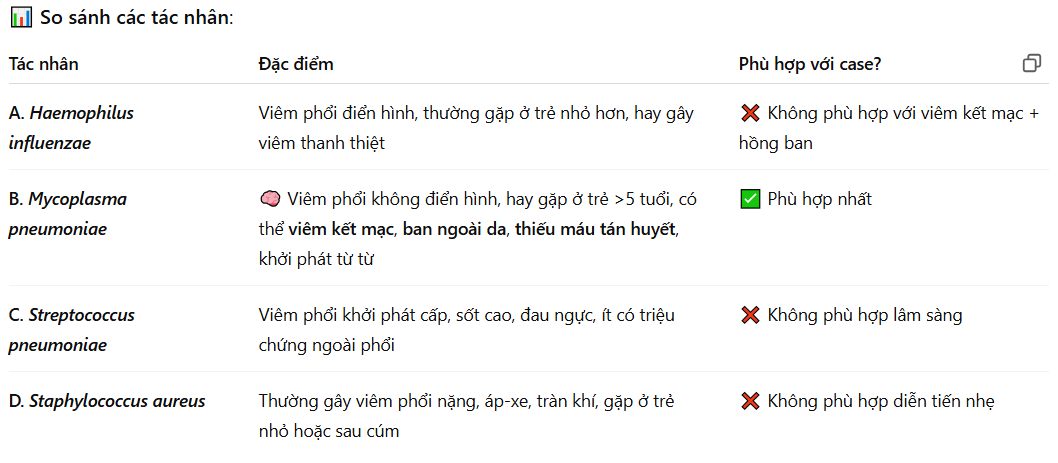 📊 So sánh các tác nhân:
Tác nhân Đặc điểm Phù hợp với case?
A. Haemophilus influenzae Viêm phổi điển hình, thường gặp ở trẻ nhỏ hơn, hay gây viêm thanh thiệt ❌ Không phù hợp với viêm kết mạc + hồng ban
B. Mycoplasma pneumoniae 🧠 Viêm phổi không điển hình, hay gặp ở trẻ >5 tuổi, có thể viêm kết mạc, ban ngoài da, thiếu máu tán huyết, khởi phát từ từ ✅ Phù hợp nhất
C. Streptococcus pneumoniae Viêm phổi khởi phát cấp, sốt cao, đau ngực, ít có triệu chứng ngoài phổi ❌ Không phù hợp lâm sàng
D. Staphylococcus aureus Thường gây viêm phổi nặng, áp-xe, tràn khí, gặp ở trẻ nhỏ hoặc sau cúm ❌ Không phù hợp diễn tiến nhẹ